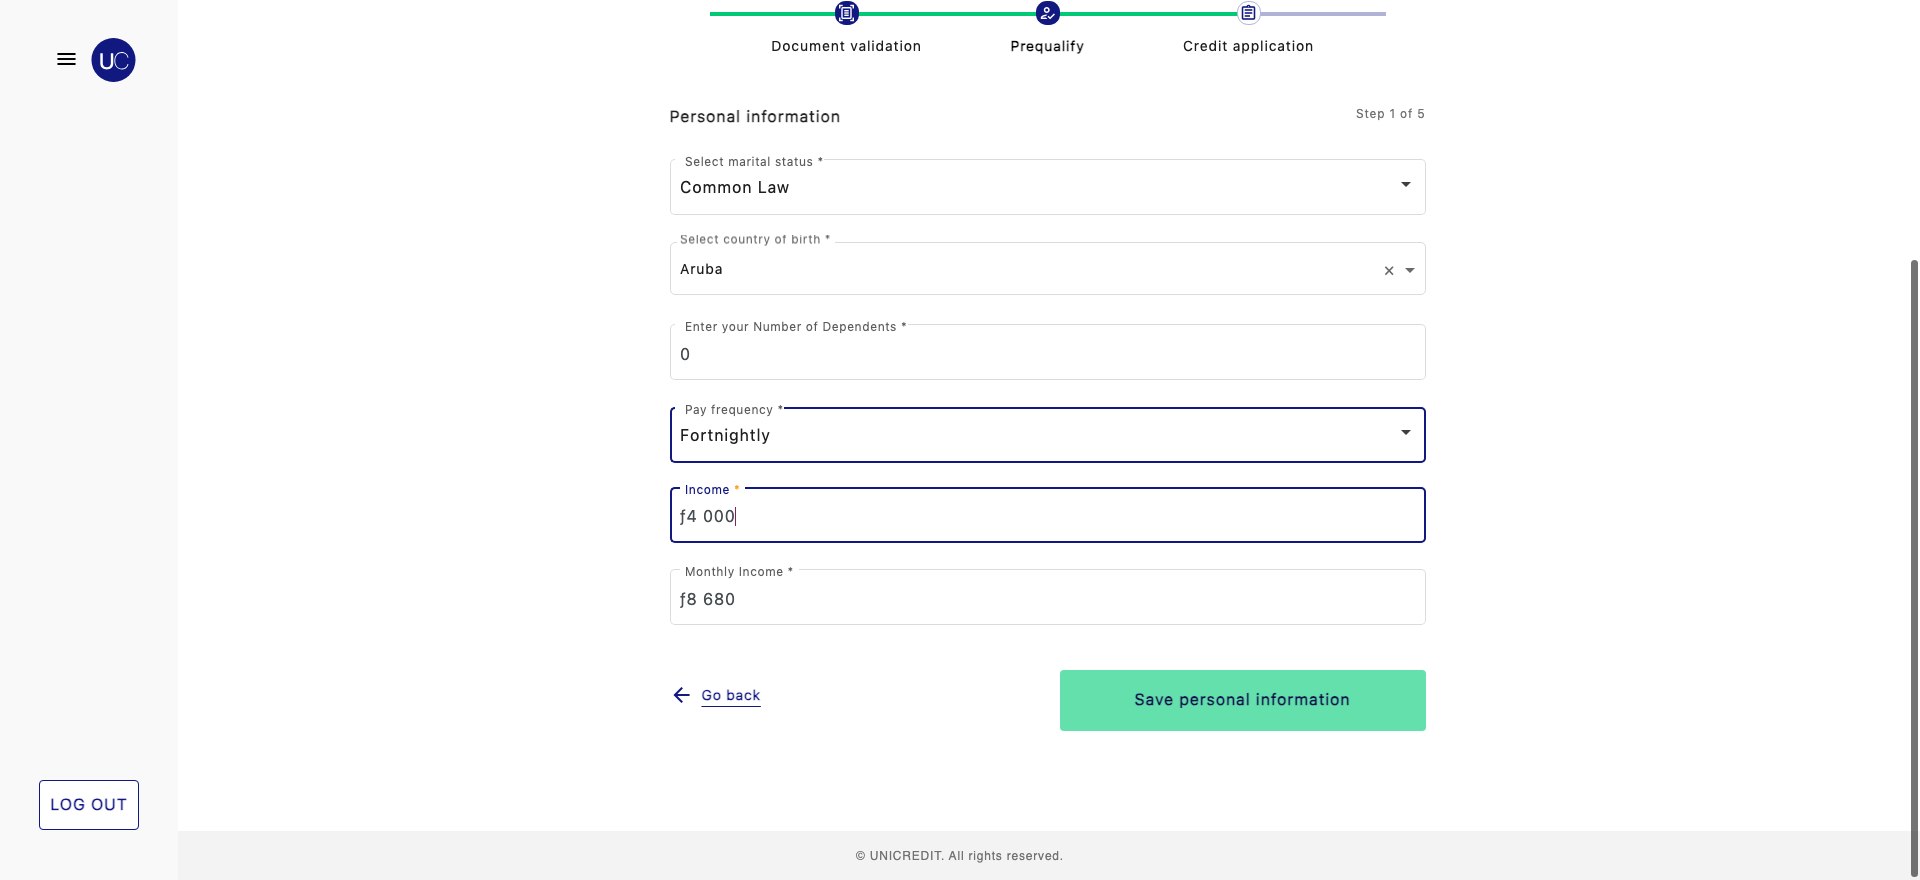 UC
Document validation
Prequalify
Credit application
Personal information
Step 1 of 5
Select marital status *
Common Law
Select country of birth *
Aruba
Enter your Number of Dependents *
0
Pay frequency *
Fortnightly
Income *
ƒ4 000
Monthly Income *
ƒ8 680
Go back
Save personal information
LOG OUT
© UNICREDIT. All rights reserved.